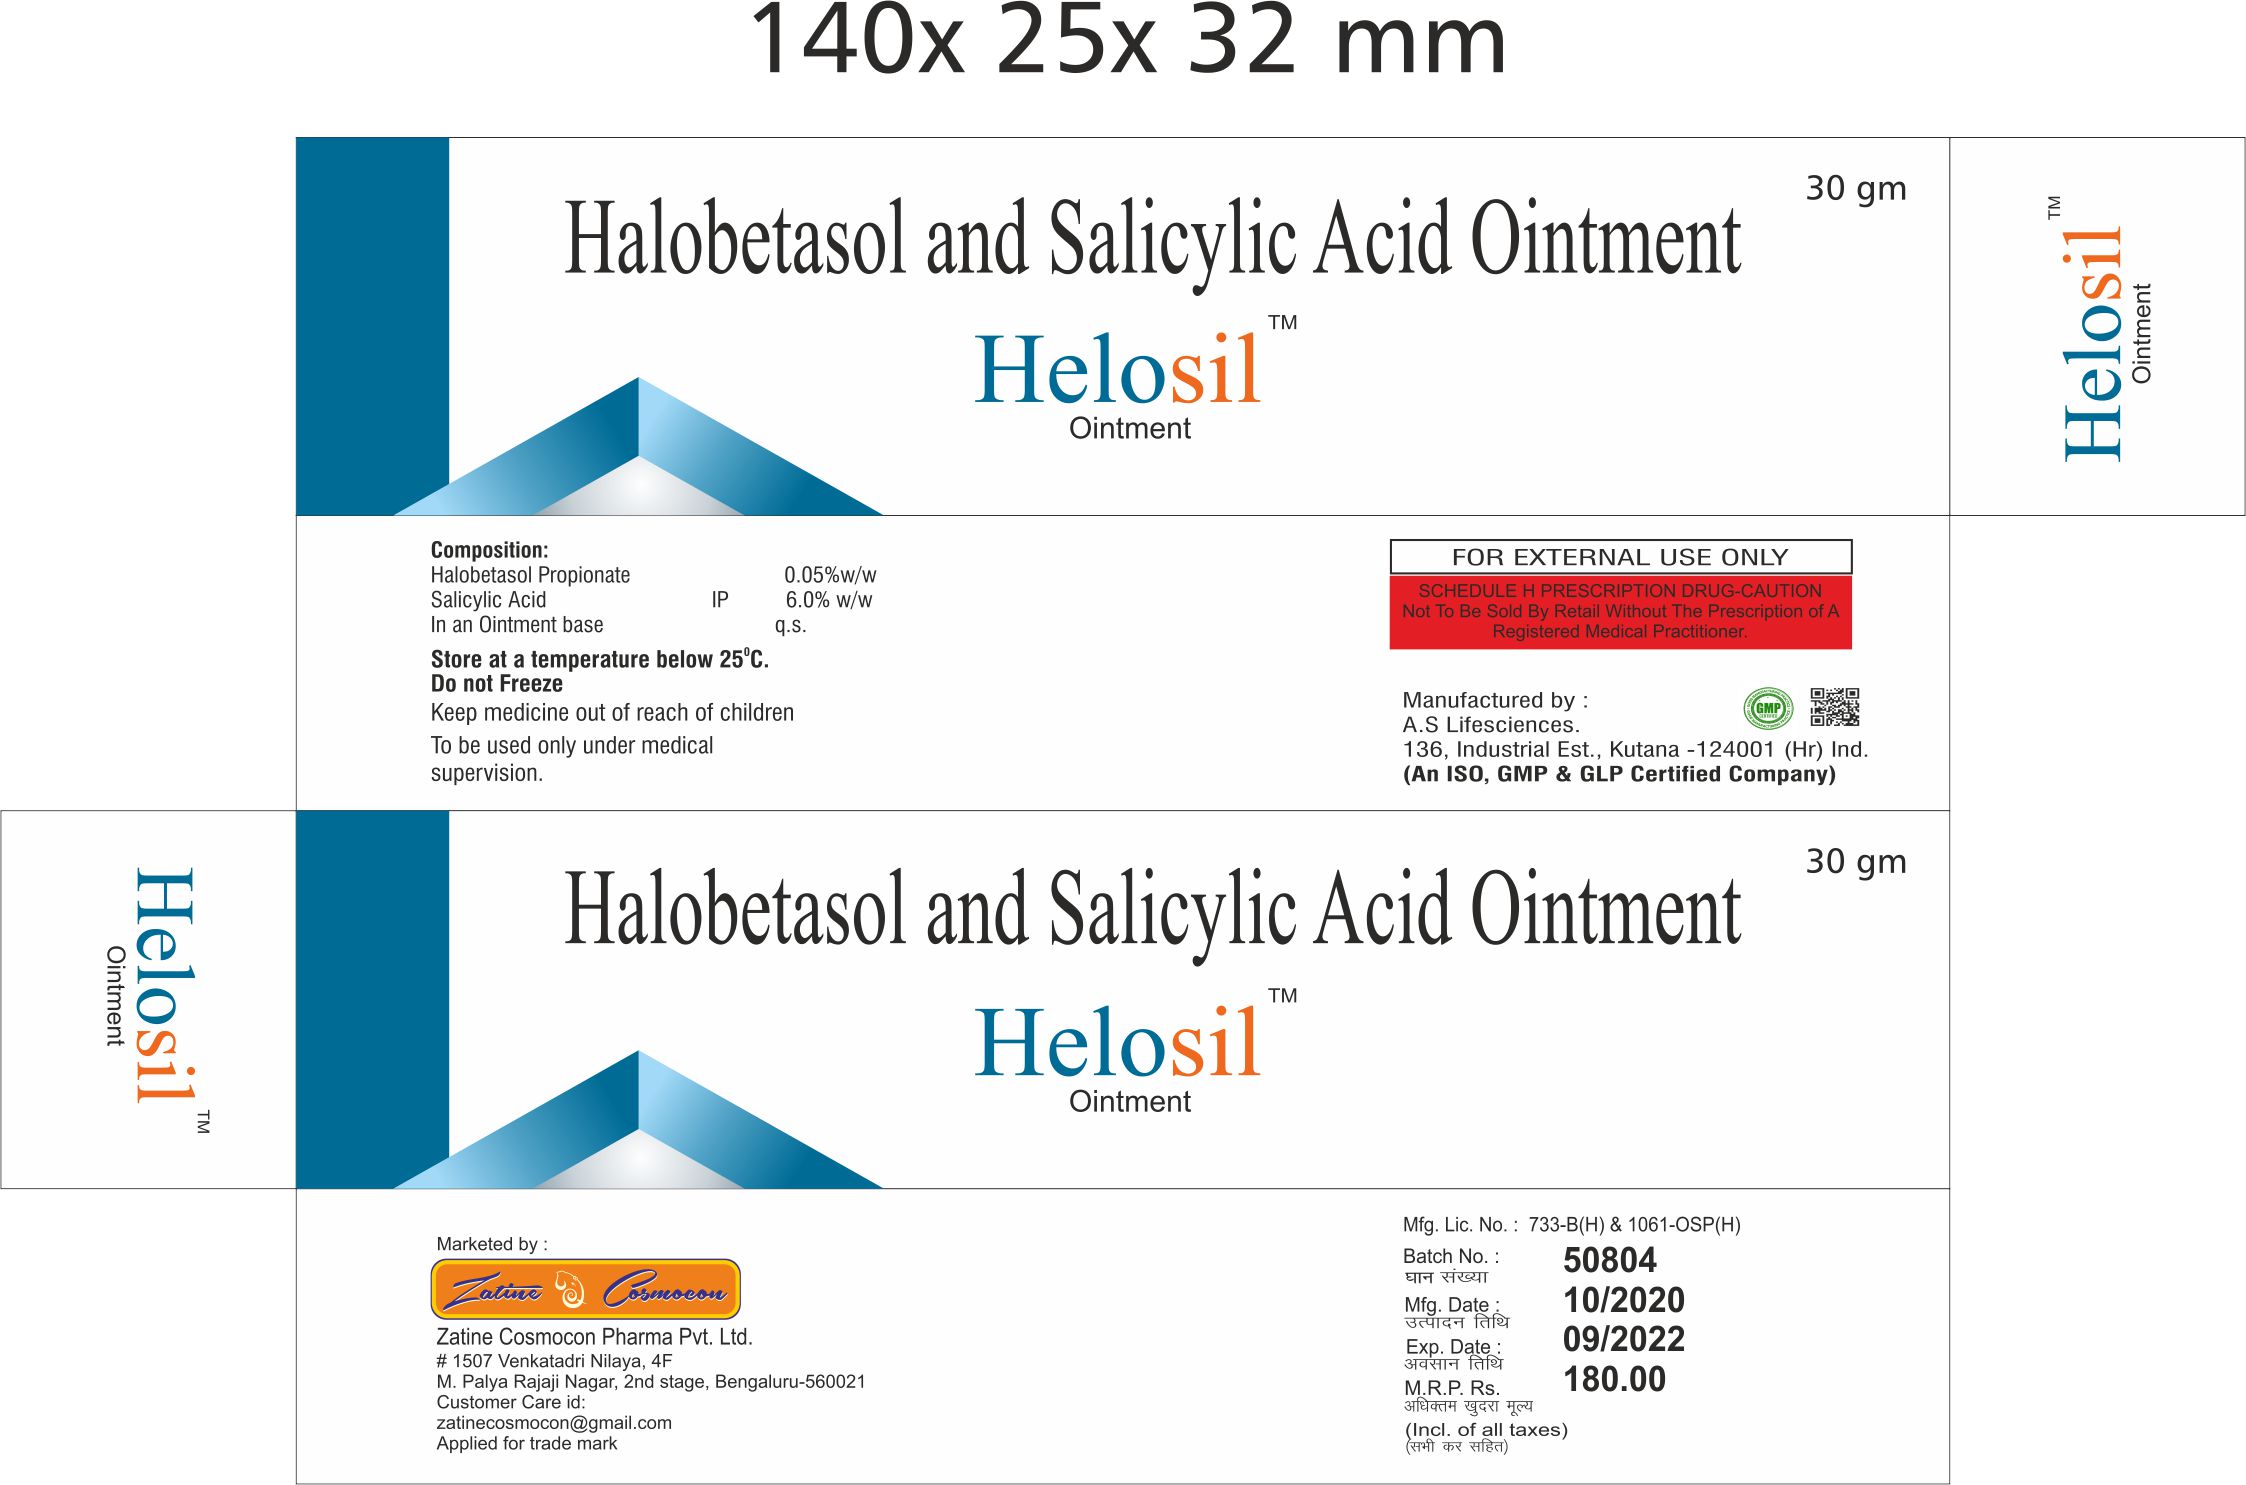 140x 25x 32 mm
30 gm
Halobetasol and Salicylic Acid Ointment
Helosil™
Ointment
Helosil™
Ointment
Composition:
Halobetasol Propionate 0.05%w/w
Salicylic Acid IP 6.0% w/w
In an Ointment base q.s.
Store at a temperature below 25⁰C.
Do not Freeze
Keep medicine out of reach of children
To be used only under medical
supervision.
FOR EXTERNAL USE ONLY
SCHEDULE H PRESCRIPTION DRUG-CAUTION
Not To Be Sold By Retail Without The Prescription of A
Registered Medical Practitioner.
Manufactured by :
A.S Lifesciences.
136, Industrial Est., Kutana -124001 (Hr) Ind.
(An ISO, GMP & GLP Certified Company)
GMP
CERTIFIED
Helosil™
Ointment
30 gm
Halobetasol and Salicylic Acid Ointment
Helosil™
Ointment
Marketed by :
Zatine Cosmocon
Zatine Cosmocon Pharma Pvt. Ltd.
# 1507 Venkatadri Nilaya, 4F
M. Palya Rajaji Nagar, 2nd stage, Bengaluru-560021
Customer Care id:
zatinecosmocon@gmail.com
Applied for trade mark
Mfg. Lic. No. : 733-B(H) & 1061-OSP(H)
Batch No. : 50804
घान संख्या
Mfg. Date : 10/2020
उत्पादन तिथि
Exp. Date : 09/2022
अवसान तिथि
M.R.P. Rs. 180.00
अधिक्तम खुदरा मूल्य
(Incl. of all taxes)
(सभी कर सहित)